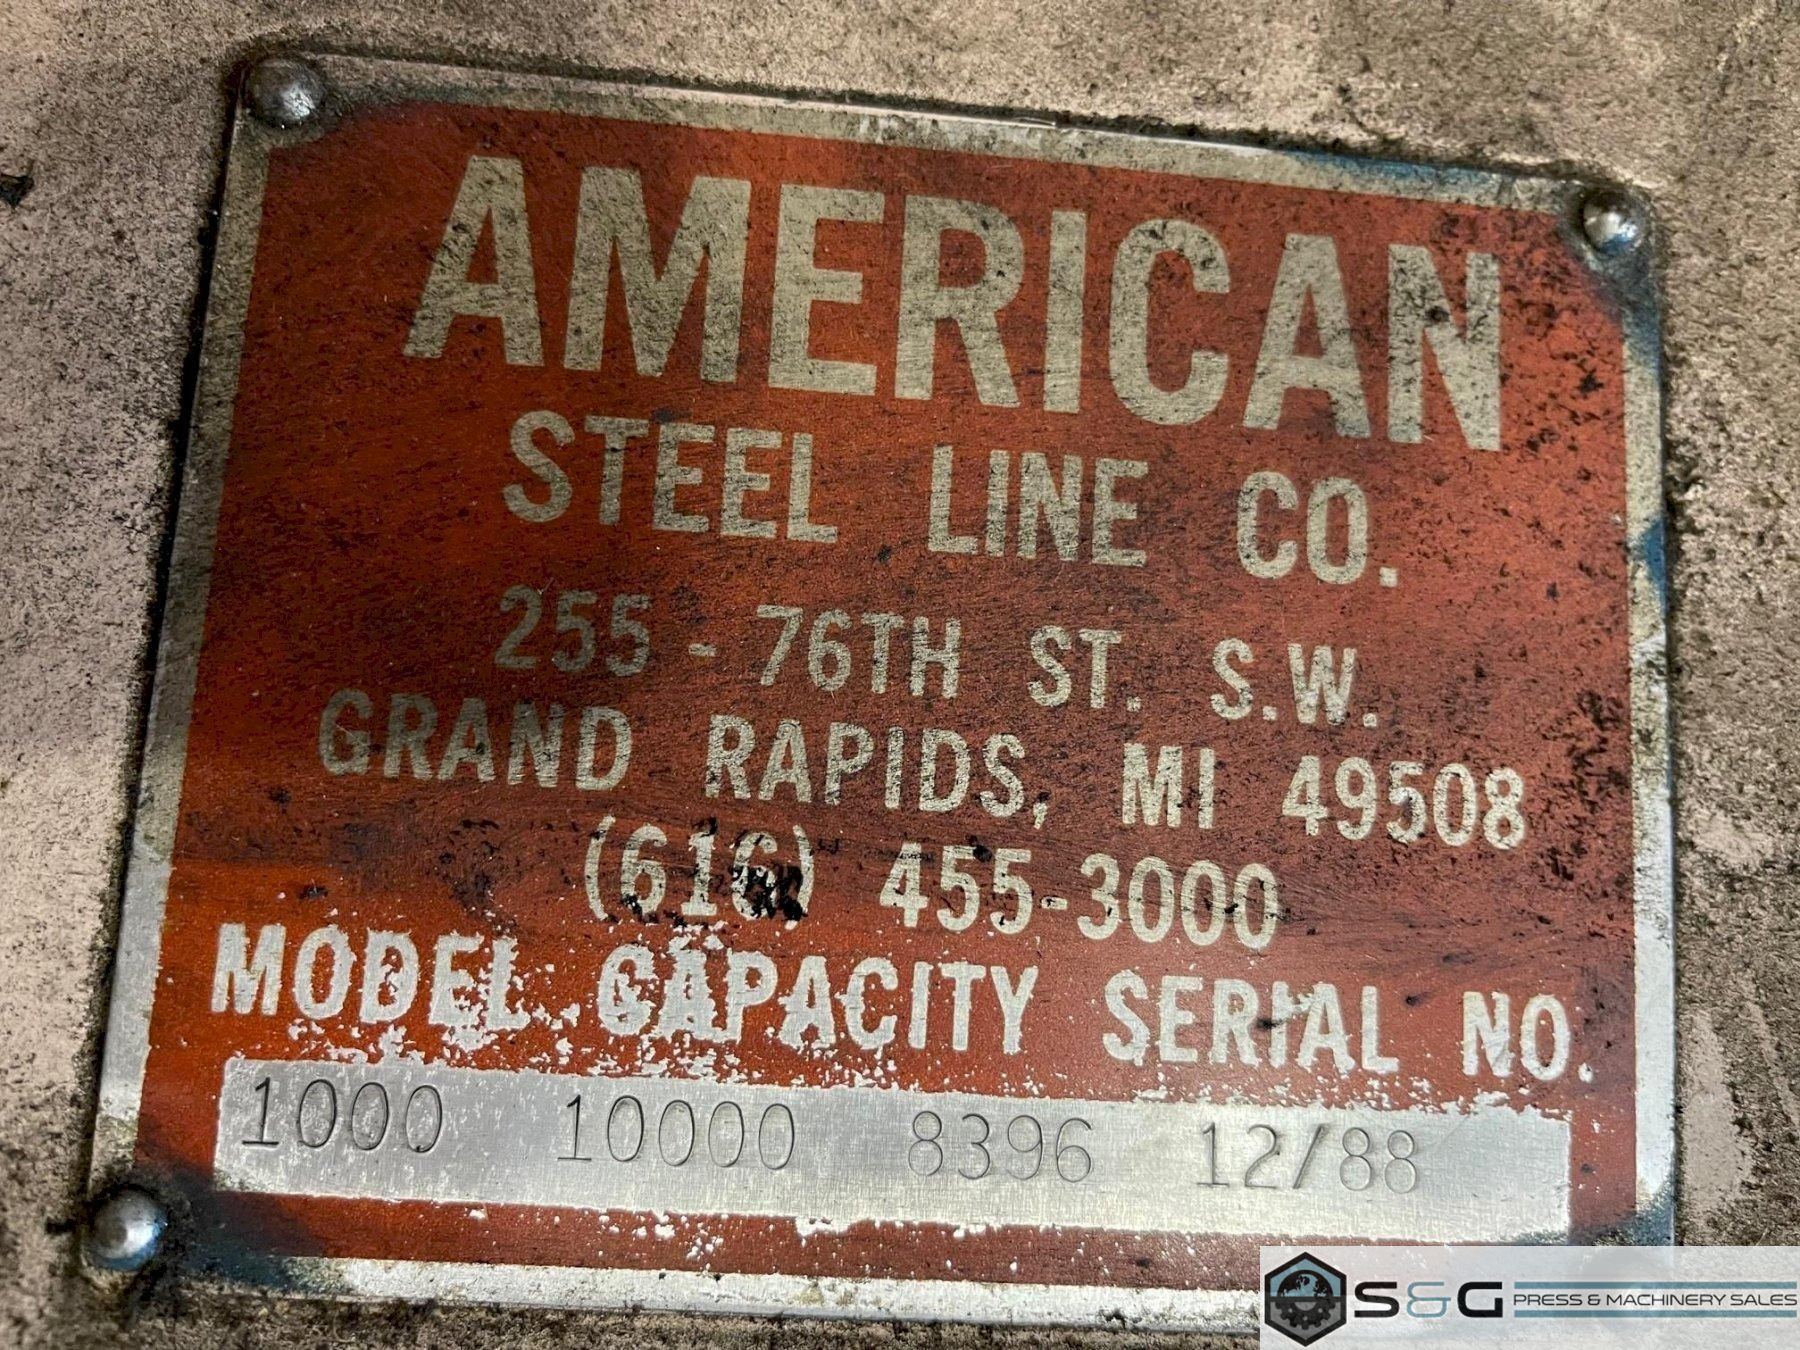 AMERICAN
STEEL LINE CO.
255 - 76TH ST. S.W.
GRAND RAPIDS, MI 49508
(616) 455-3000
MODEL CAPACITY SERIAL NO.
1000 10000 8396 12/88
S&G PRESS & MACHINERY SALES